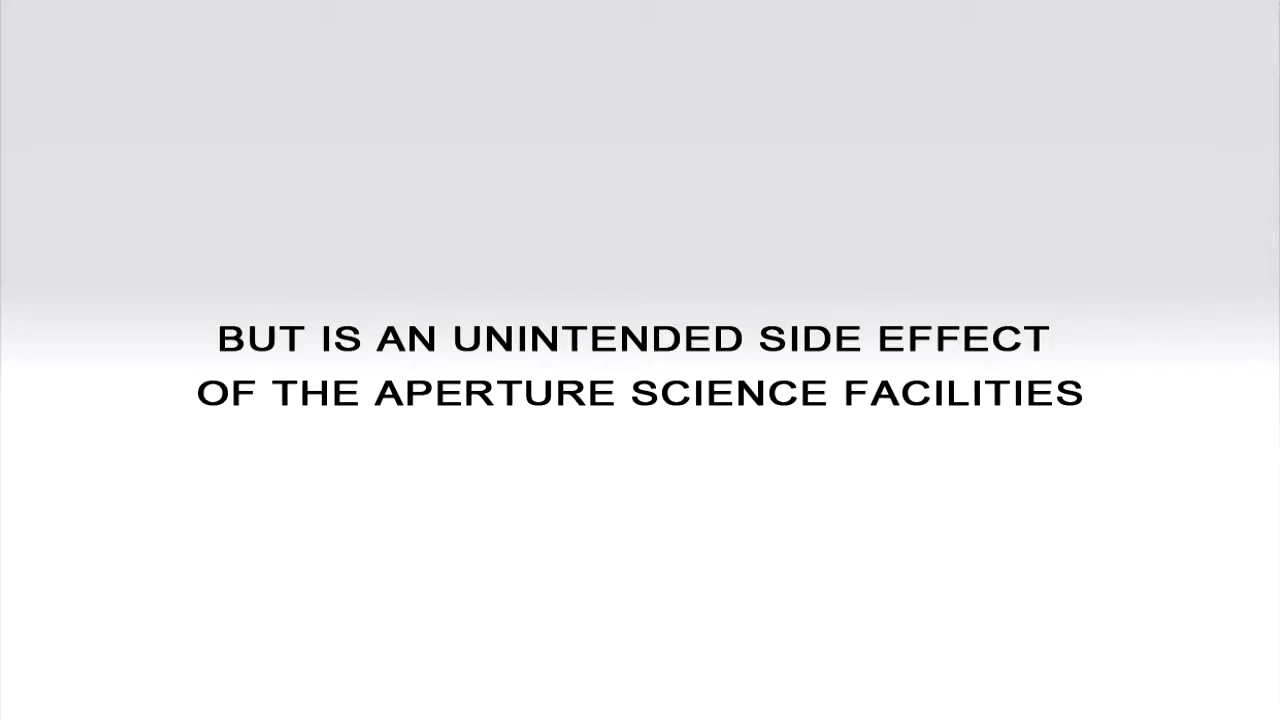 BUT IS AN UNINTENDED SIDE EFFECT
OF THE APERTURE SCIENCE FACILITIES